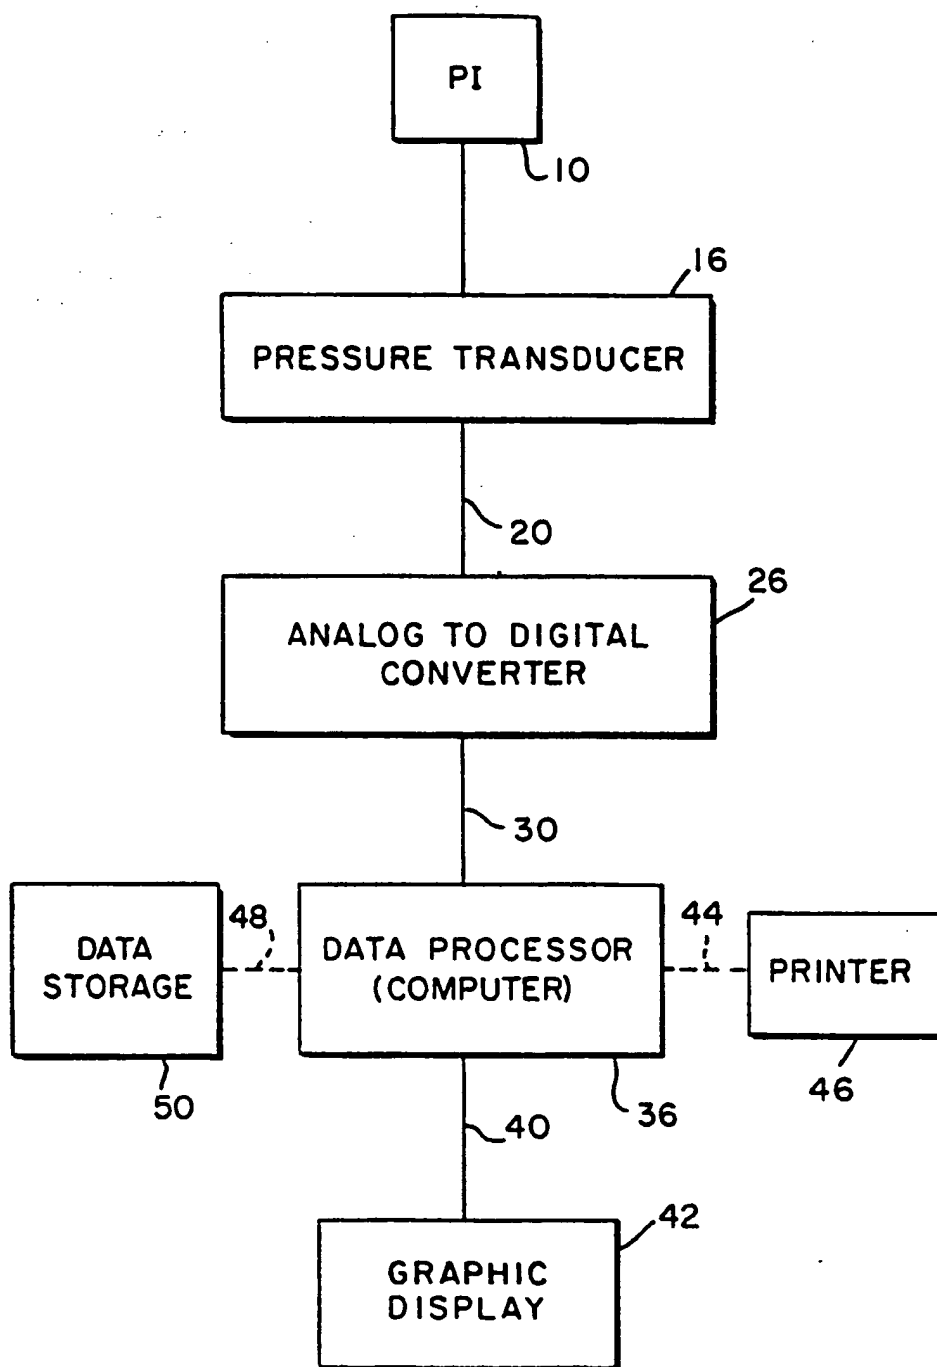 PI
10
16
PRESSURE TRANSDUCER
20
26
ANALOG TO DIGITAL
CONVERTER
30
48
44
DATA
STORAGE
DATA PROCESSOR
(COMPUTER)
PRINTER
50
36
46
40
42
GRAPHIC
DISPLAY